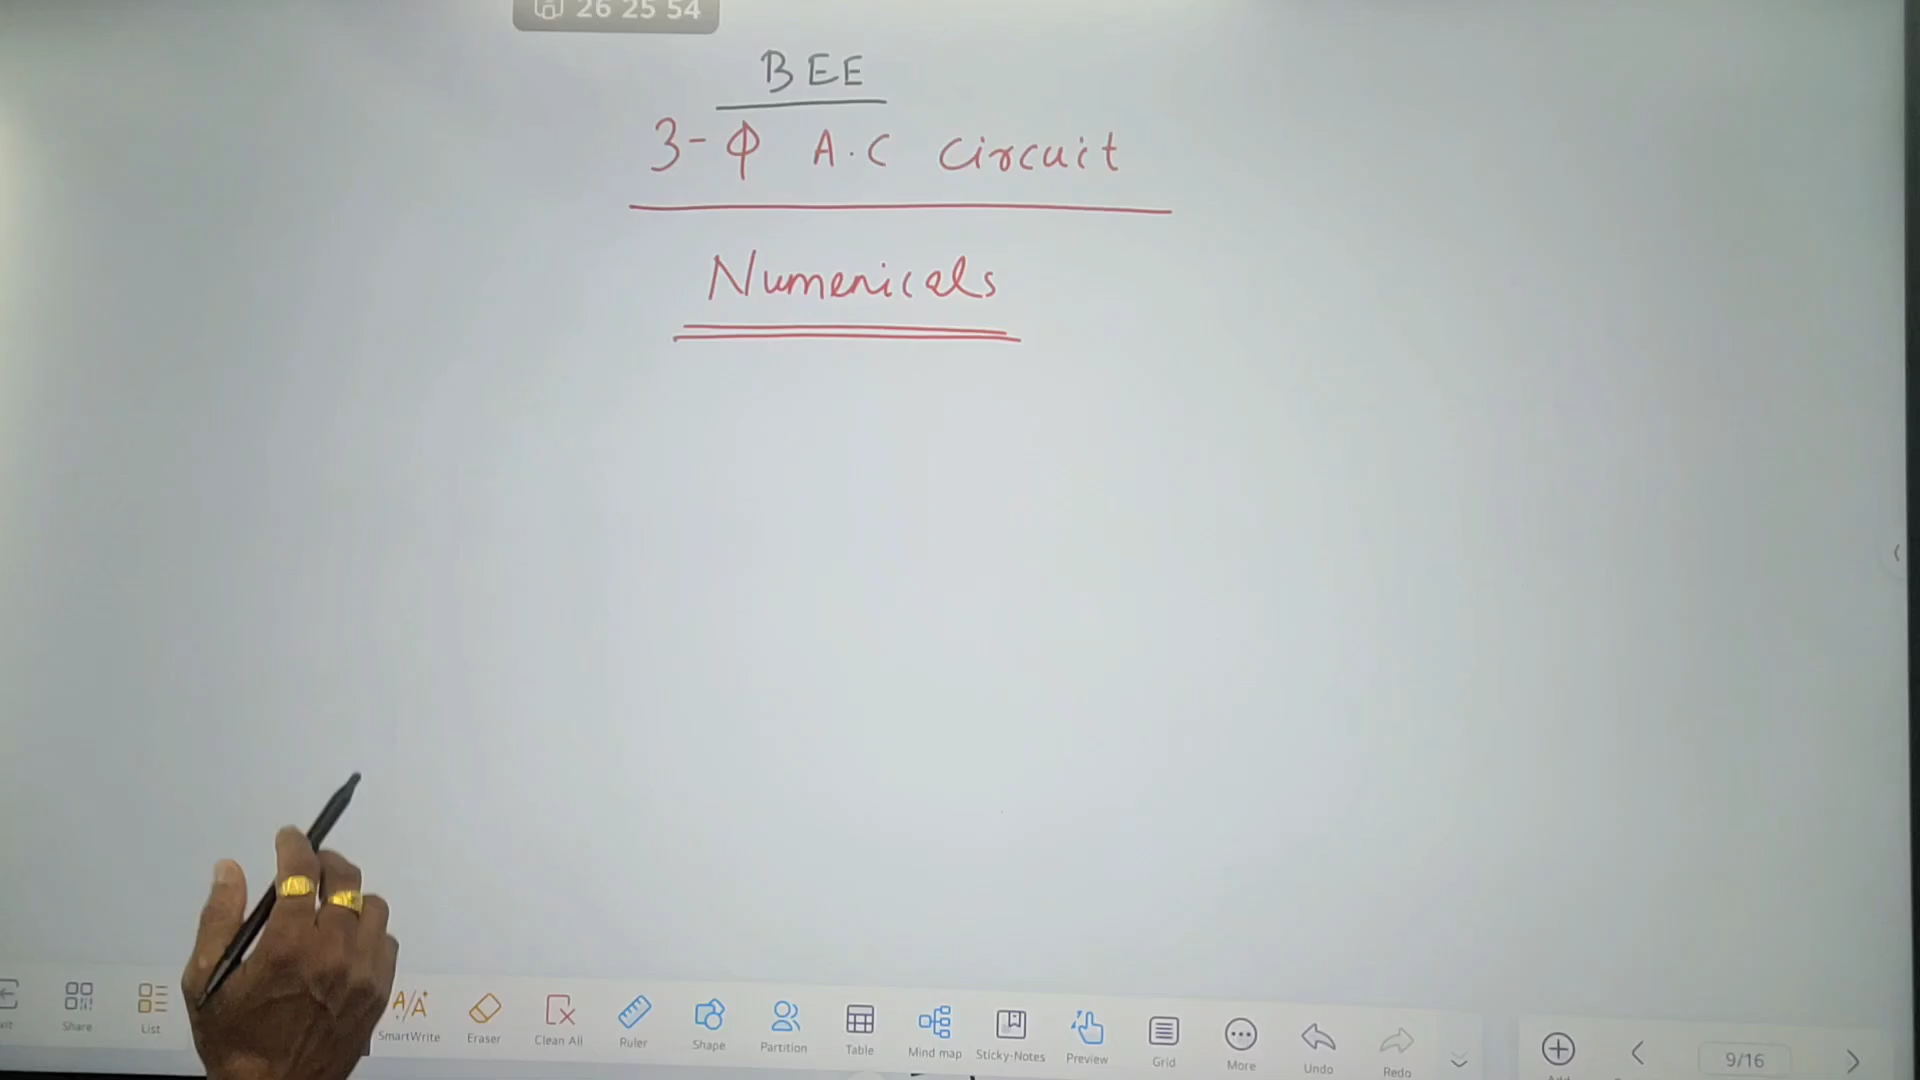 26 25 54
BEE
3-Φ A.C Circuit
Numericals
Share
List
SmartWrite
Eraser
Clean All
Ruler
Shape
Partition
Table
Mind map
Sticky-Notes
Preview
Grid
More
Undo
Redo
9/16